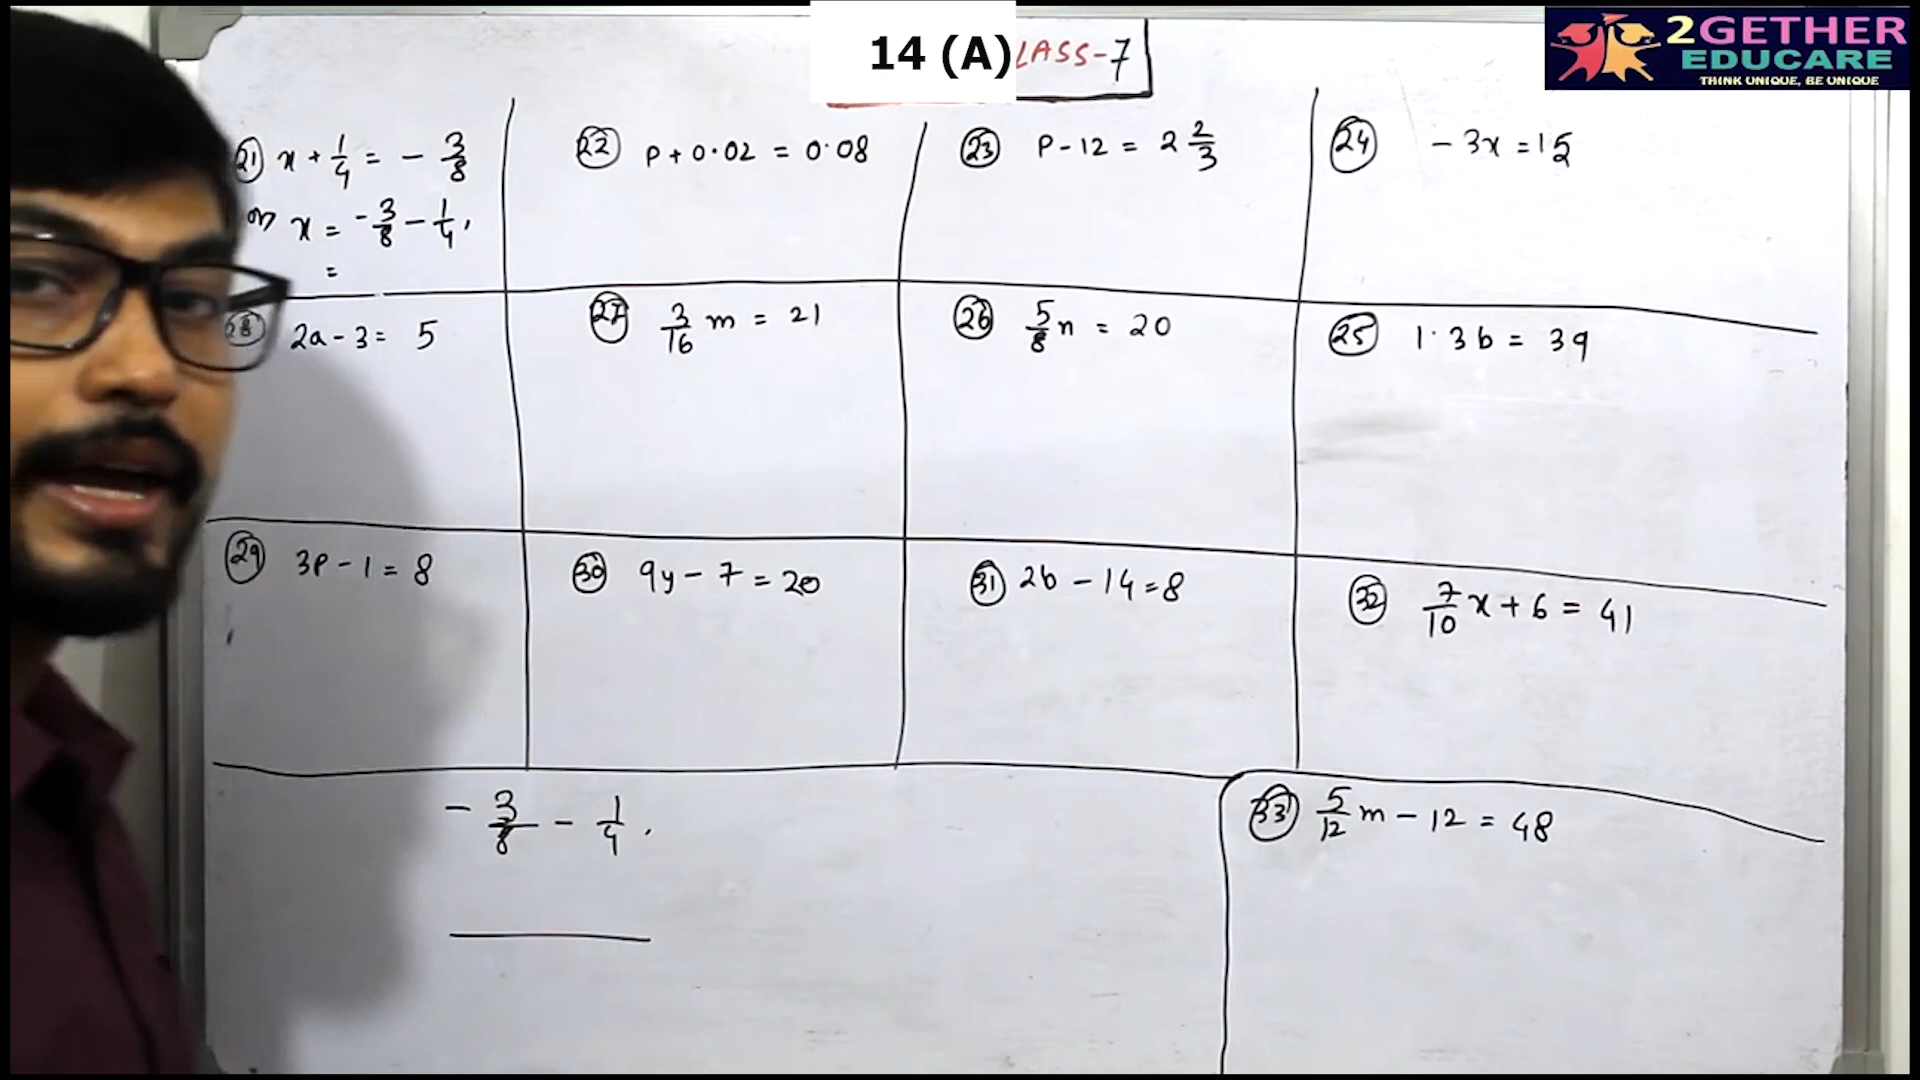 14 (A)
LASS-7
2GETHER
EDUCARE
THINK UNIQUE, BE UNIQUE
21 x + 1/4 = - 3/8
or x = -3/8 - 1/4,
=
22 p + 0.02 = 0.08
23 p - 12 = 2 2/3
24 - 3x = 15
28 2a - 3 = 5
27 3/16 m = 21
26 5/8 n = 20
25 1.3b = 39
29 3p - 1 = 8
30 9y - 7 = 20
31 2b - 14 = 8
32 7/10 x + 6 = 41
- 3/8 - 1/4.
33 5/12 m - 12 = 48